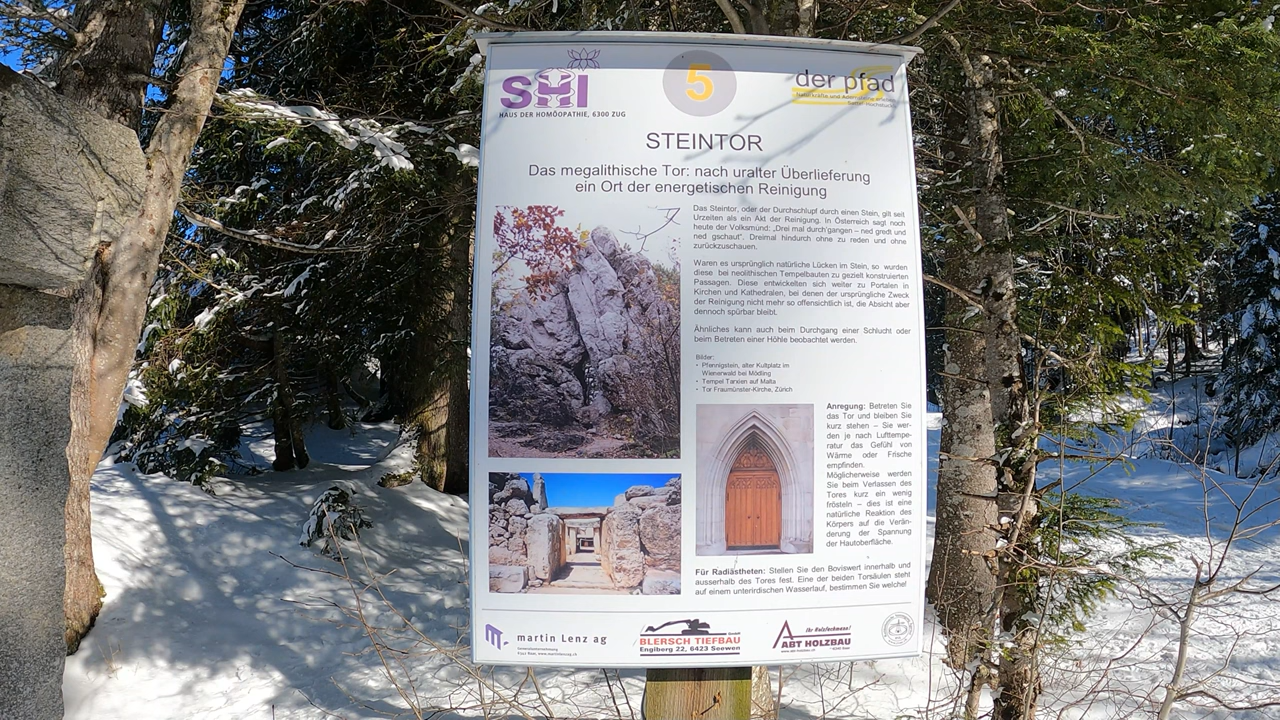 SHI
HAUS DER HOMÖOPATHIE, 6300 ZUG
5
der pfad
Naturkräfte und Ahnensteine erleben
Sattel-Hochstuckli
STEINTOR
Das megalithische Tor: nach uralter Überlieferung
ein Ort der energetischen Reinigung
Das Steintor, oder der Durchschlupf durch einen Stein, gilt seit
Urzeiten als ein Akt der Reinigung. In Österreich sagt noch
heute der Volksmund: „Drei mal durch'gangen – ned gredt und
ned gschaut". Dreimal hindurch ohne zu reden und ohne
zurückzuschauen.
Waren es ursprünglich natürliche Lücken im Stein, so wurden
diese bei neolithischen Tempelbauten zu gezielt konstruierten
Passagen. Diese entwickelten sich weiter zu Portalen in
Kirchen und Kathedralen, bei denen der ursprüngliche Zweck
der Reinigung nicht mehr so offensichtlich ist, die Absicht aber
dennoch spürbar bleibt.
Ähnliches kann auch beim Durchgang einer Schlucht oder
beim Betreten einer Höhle beobachtet werden.
Bilder:
• Pfennigstein, alter Kultplatz im
Wienerwald bei Mödling
• Tempel Tarxien auf Malta
• Tor Fraumünster-Kirche, Zürich
Anregung: Betreten Sie
das Tor und bleiben Sie
kurz stehen – Sie wer-
den je nach Lufttempe-
ratur das Gefühl von
Wärme oder Frische
empfinden.
Möglicherweise werden
Sie beim Verlassen des
Tores kurz ein wenig
frösteln – dies ist eine
natürliche Reaktion des
Körpers auf die Verän-
derung der Spannung
der Hautoberfläche.
Für Radiästheten: Stellen Sie den Boviswert innerhalb und
ausserhalb des Tores fest. Eine der beiden Torsäulen steht
auf einem unterirdischen Wasserlauf, bestimmen Sie welche!
martin Lenz ag
BLERSCH TIEFBAU GmbH
Engiberg 22, 6423 Seewen
Ihr Holzfachmann!
ABT HOLZBAU